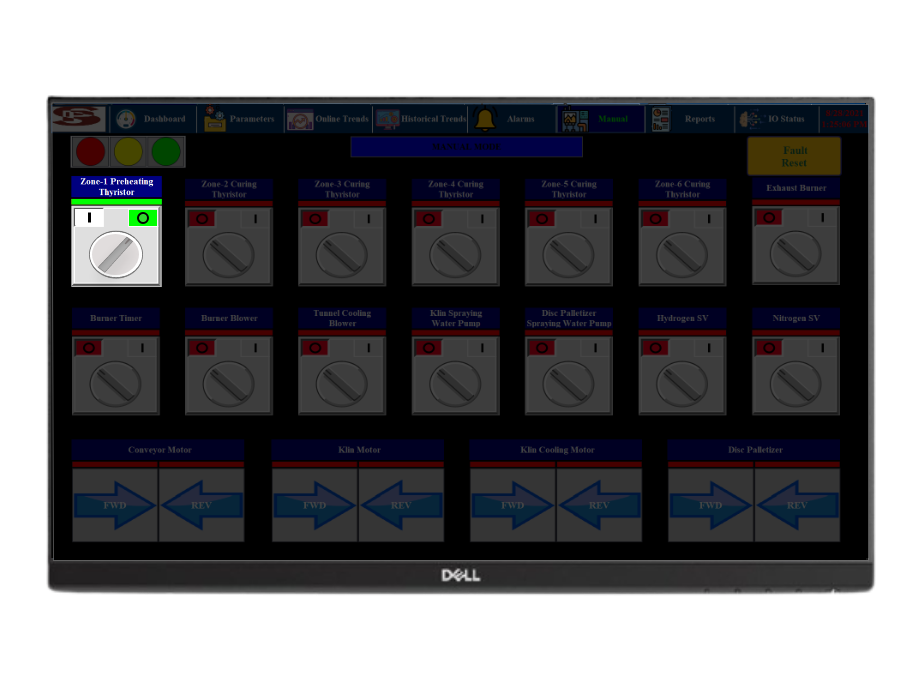 Dashboard
Parameters
Online Trends
Historical Trends
Alarms
Manual
Reports
IO Status
MANUAL MODE
Fault
Reset
Zone-1 Preheating
Thyristor
Zone-2 Curing
Thyristor
Zone-3 Curing
Thyristor
Zone-4 Curing
Thyristor
Zone-5 Curing
Thyristor
Zone-6 Curing
Thyristor
Exhaust Burner
I O
O I
O I
O I
O I
O I
O I
Burner Timer
Burner Blower
Tunnel Cooling
Blower
Klin Spraying
Water Pump
Disc Palletizer
Spraying Water Pump
Hydrogen SV
Nitrogen SV
O I
O I
O I
O I
O I
O I
O I
Conveyor Motor
Klin Motor
Klin Cooling Motor
Disc Palletizer
FWD
REV
FWD
REV
FWD
REV
FWD
REV
DELL